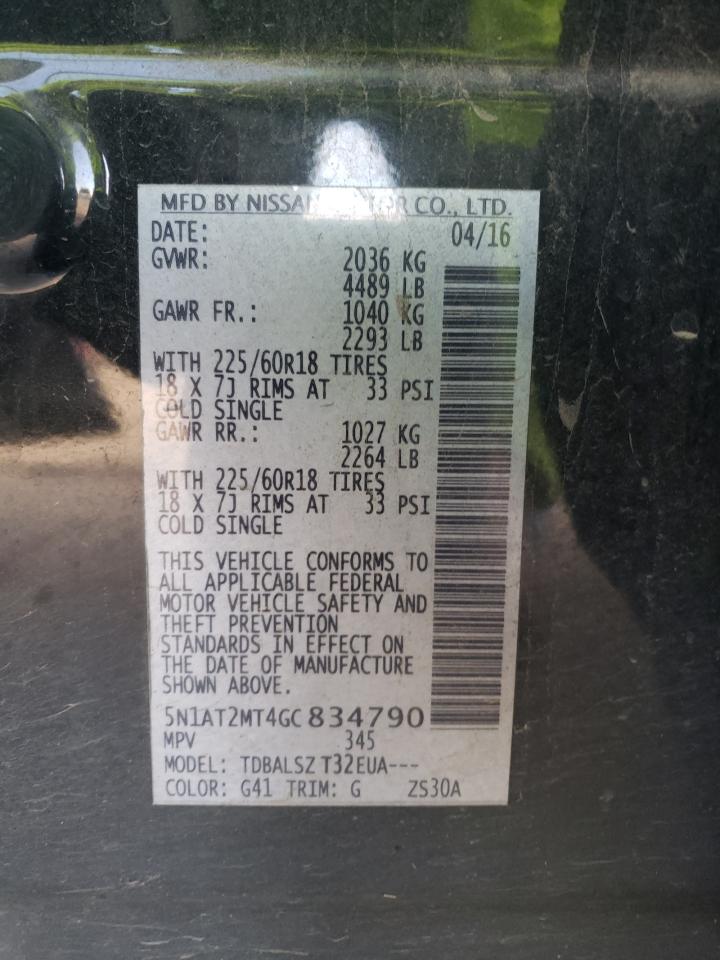 MFD BY NISSAN MOTOR CO., LTD.
DATE: 04/16
GVWR: 2036 KG
4489 LB
GAWR FR.: 1040 KG
2293 LB
WITH 225/60R18 TIRES
18 X 7J RIMS AT 33 PSI
COLD SINGLE
GAWR RR.: 1027 KG
2264 LB
WITH 225/60R18 TIRES
18 X 7J RIMS AT 33 PSI
COLD SINGLE
THIS VEHICLE CONFORMS TO
ALL APPLICABLE FEDERAL
MOTOR VEHICLE SAFETY AND
THEFT PREVENTION
STANDARDS IN EFFECT ON
THE DATE OF MANUFACTURE
SHOWN ABOVE.
5N1AT2MT4GC834790
MPV 345
MODEL: TDBALSZ T32EUA---
COLOR: G41 TRIM: G ZS30A